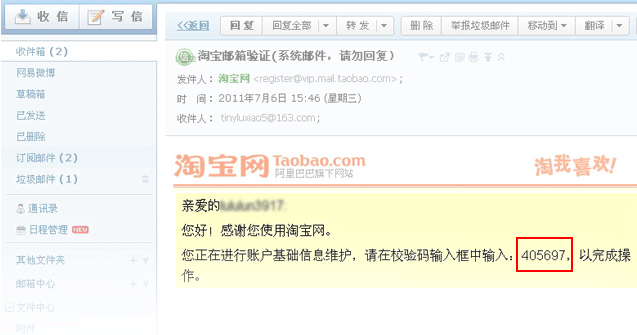 收 信 写 信
收件箱 (2)
网易微博
草稿箱
已发送
已删除
订阅邮件 (2)
垃圾邮件 (1)
通讯录
日程管理 NEW
其他文件夹
邮箱中心
文件中心
附件
<<返回 回 复 回复全部 转 发 删 除 举报垃圾邮件 移动到 翻译
淘宝邮箱验证(系统邮件，请勿回复)
发件人： 淘宝网 <register@vip.mail.taobao.com>;
时 间： 2011年7月6日 15:46 (星期三)
收件人： tinyluxiao5@163.com;
淘宝网 Taobao.com
阿里巴巴旗下网站
淘我喜欢!
亲爱的
您好！感谢您使用淘宝网。
您正在进行账户基础信息维护，请在校验码输入框中输入：405697，以完成操
作。